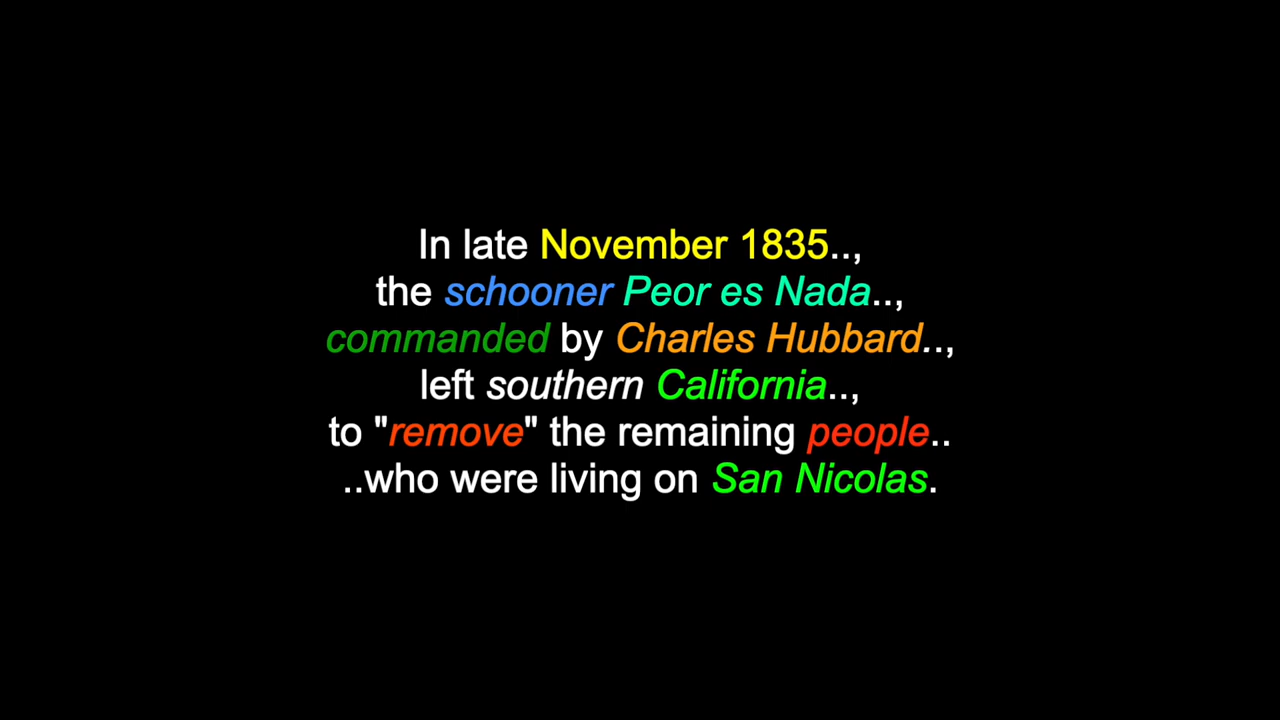 In late November 1835..,
the schooner Peor es Nada..,
commanded by Charles Hubbard..,
left southern California..,
to "remove" the remaining people..
..who were living on San Nicolas.